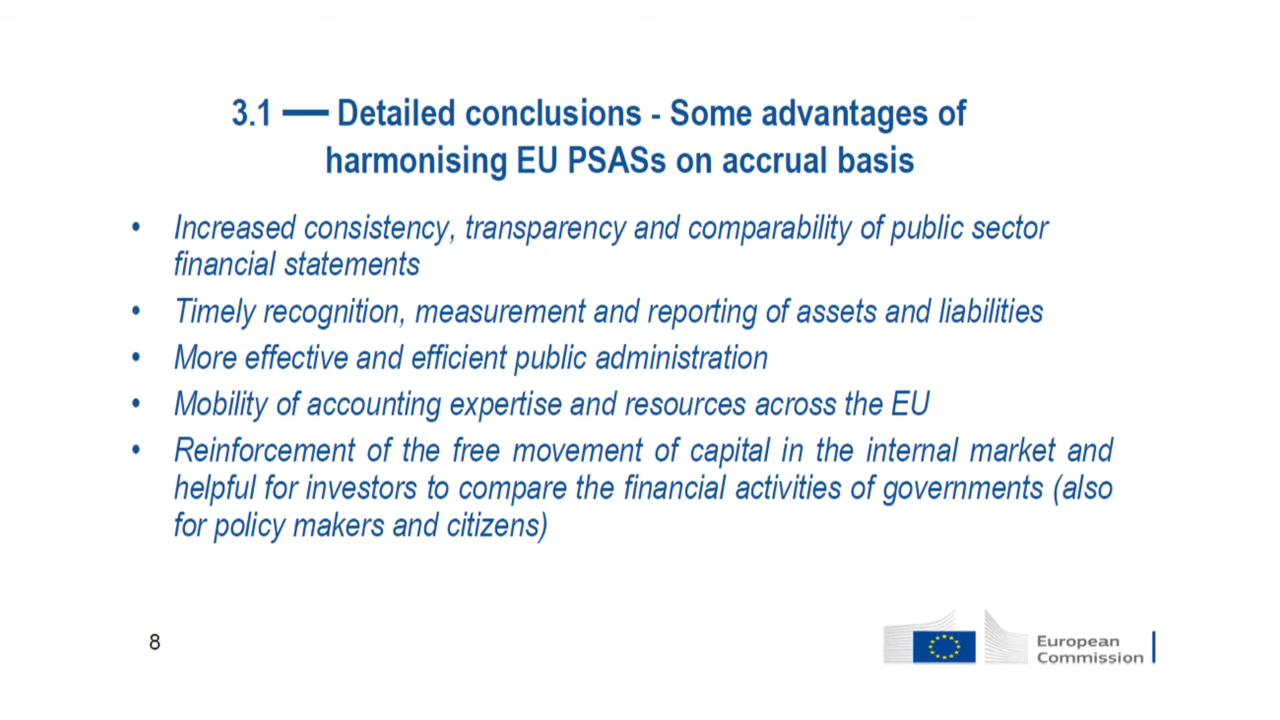 3.1 — Detailed conclusions - Some advantages of
harmonising EU PSASs on accrual basis
• Increased consistency, transparency and comparability of public sector
financial statements
• Timely recognition, measurement and reporting of assets and liabilities
• More effective and efficient public administration
• Mobility of accounting expertise and resources across the EU
• Reinforcement of the free movement of capital in the internal market and
helpful for investors to compare the financial activities of governments (also
for policy makers and citizens)
8
European
Commission